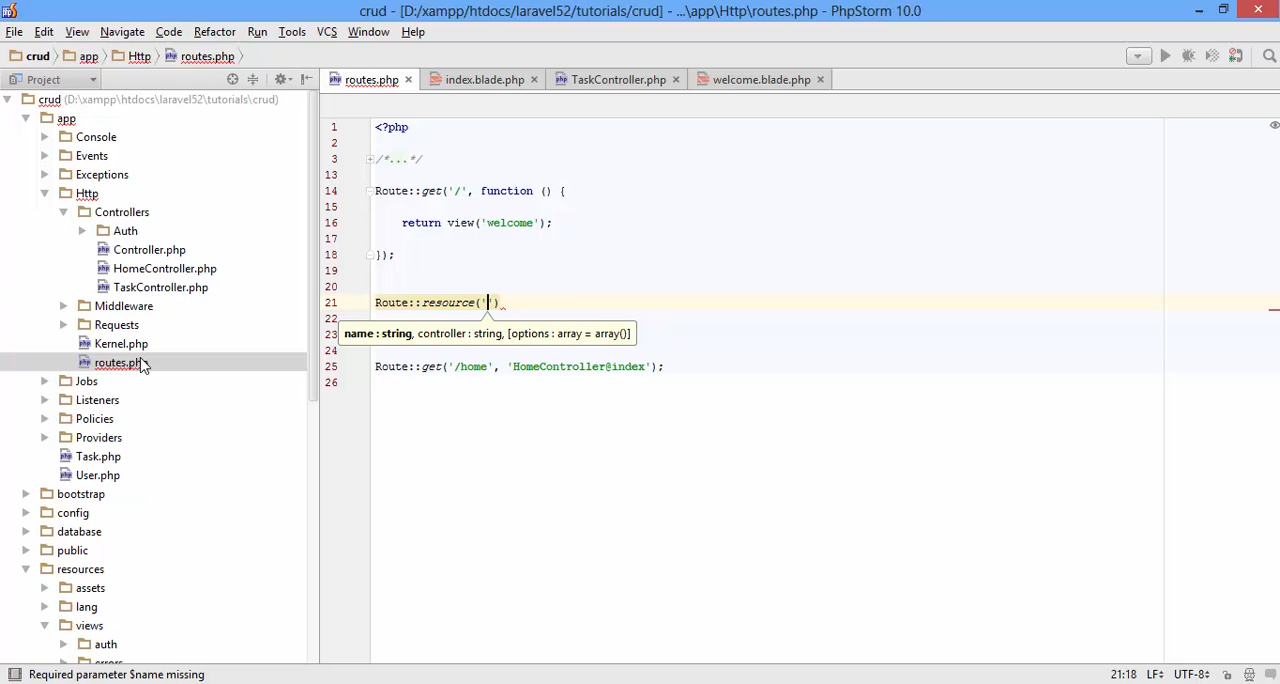 crud - [D:/xampp/htdocs/laravel52/tutorials/crud] - ...\app\Http\routes.php - PhpStorm 10.0
File Edit View Navigate Code Refactor Run Tools VCS Window Help
crud app Http routes.php
Project routes.php index.blade.php TaskController.php welcome.blade.php
crud (D:\xampp\htdocs\laravel52\tutorials\crud)
app
Console
Events
Exceptions
Http
Controllers
Auth
Controller.php
HomeController.php
TaskController.php
Middleware
Requests
Kernel.php
routes.php
Jobs
Listeners
Policies
Providers
Task.php
User.php
bootstrap
config
database
public
resources
assets
lang
views
auth
errors
1 <?php
2
3 /*...*/
13
14 Route::get('/', function () {
15
16 return view('welcome');
17
18 });
19
20
21 Route::resource('')
22
name : string, controller : string, [options : array = array()]
23
24
25 Route::get('/home', 'HomeController@index');
26
Required parameter $name missing 21:18 LF UTF-8